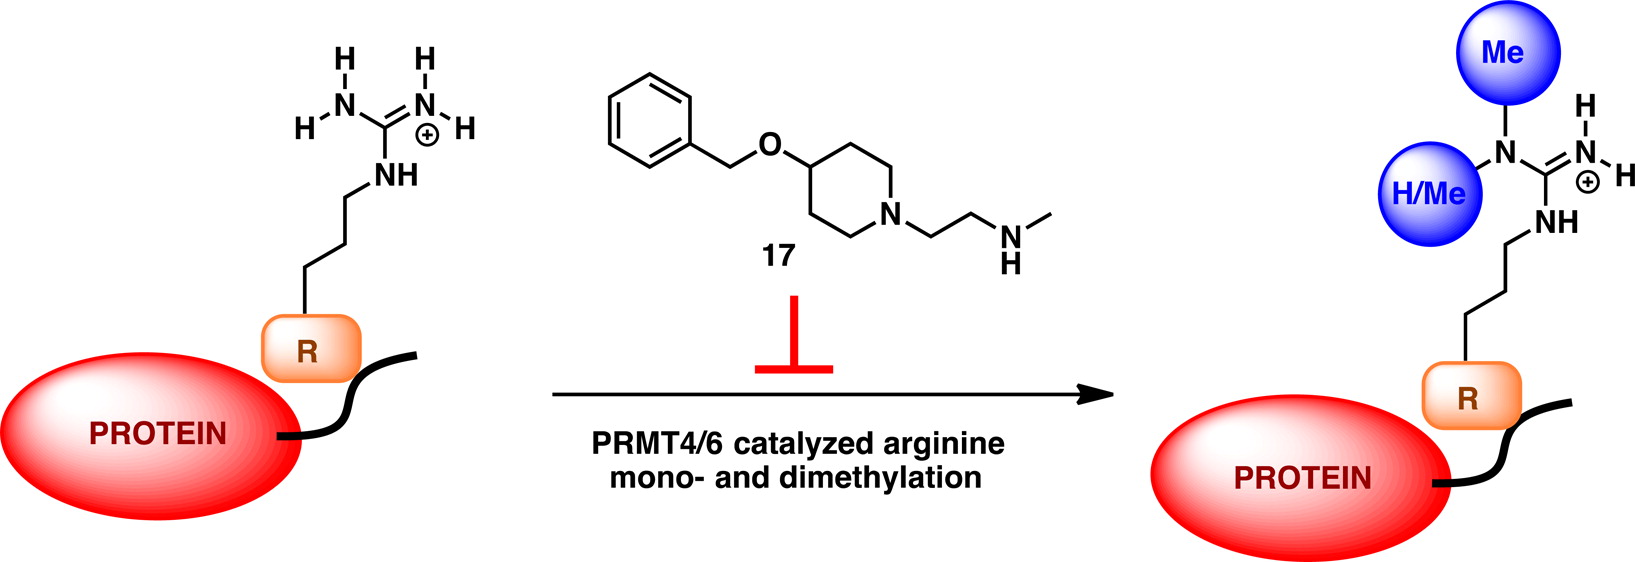 H
H
H
N
N
H
+
NH
R
PROTEIN
O
N
N
H
17
PRMT4/6 catalyzed arginine
mono- and dimethylation
Me
H/Me
N
H
N
H
+
NH
R
PROTEIN